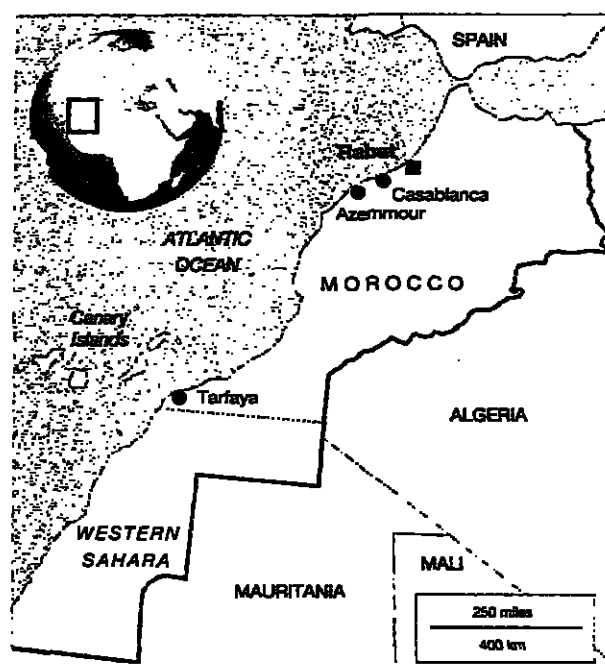 SPAIN
Rabat
Casablanca
Azemmour
ATLANTIC
OCEAN
MOROCCO
Canary
Islands
Tarfaya
ALGERIA
WESTERN
SAHARA
MALI
MAURITANIA
250 miles
400 km